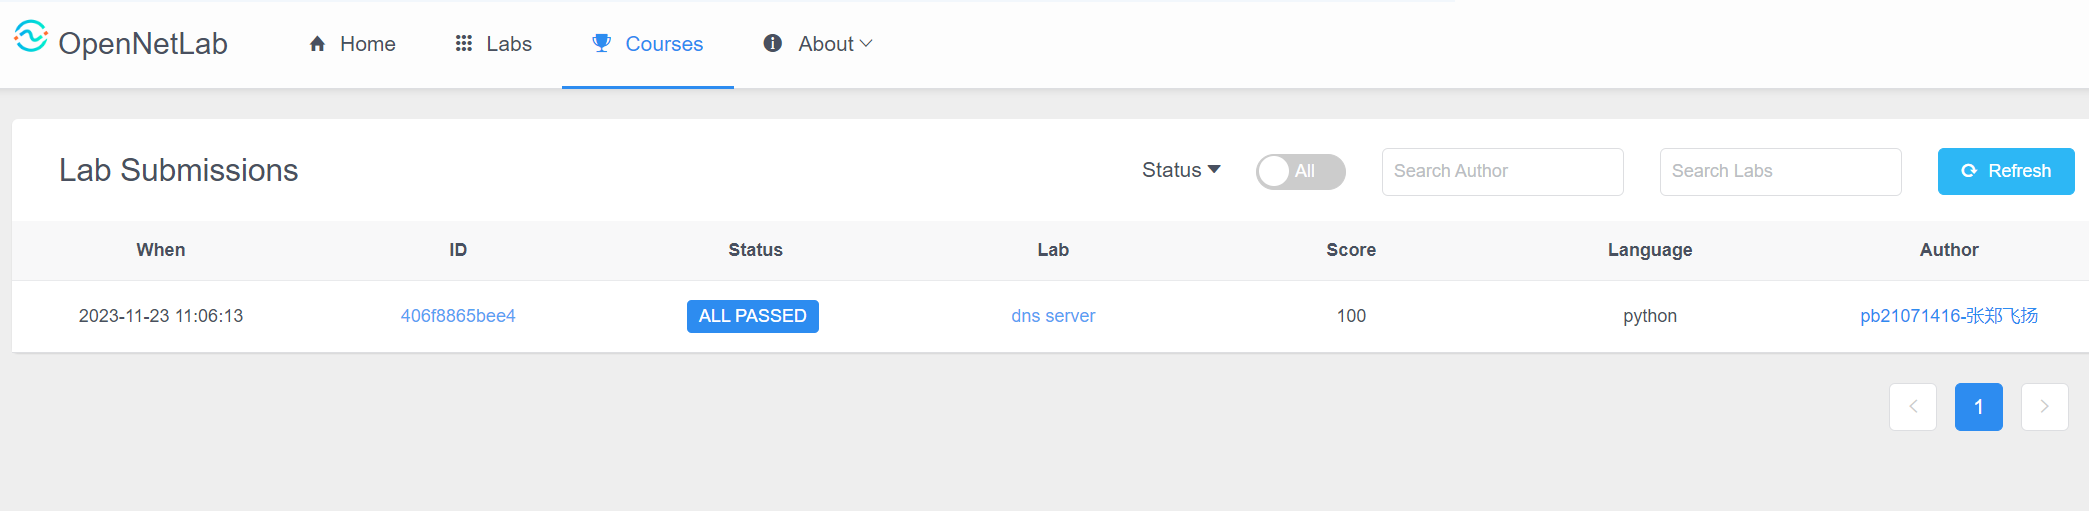 OpenNetLab Home Labs Courses About
Lab Submissions Status All Search Author Search Labs Refresh
When ID Status Lab Score Language Author
2023-11-23 11:06:13 406f8865bee4 ALL PASSED dns server 100 python pb21071416-张郑飞扬
1